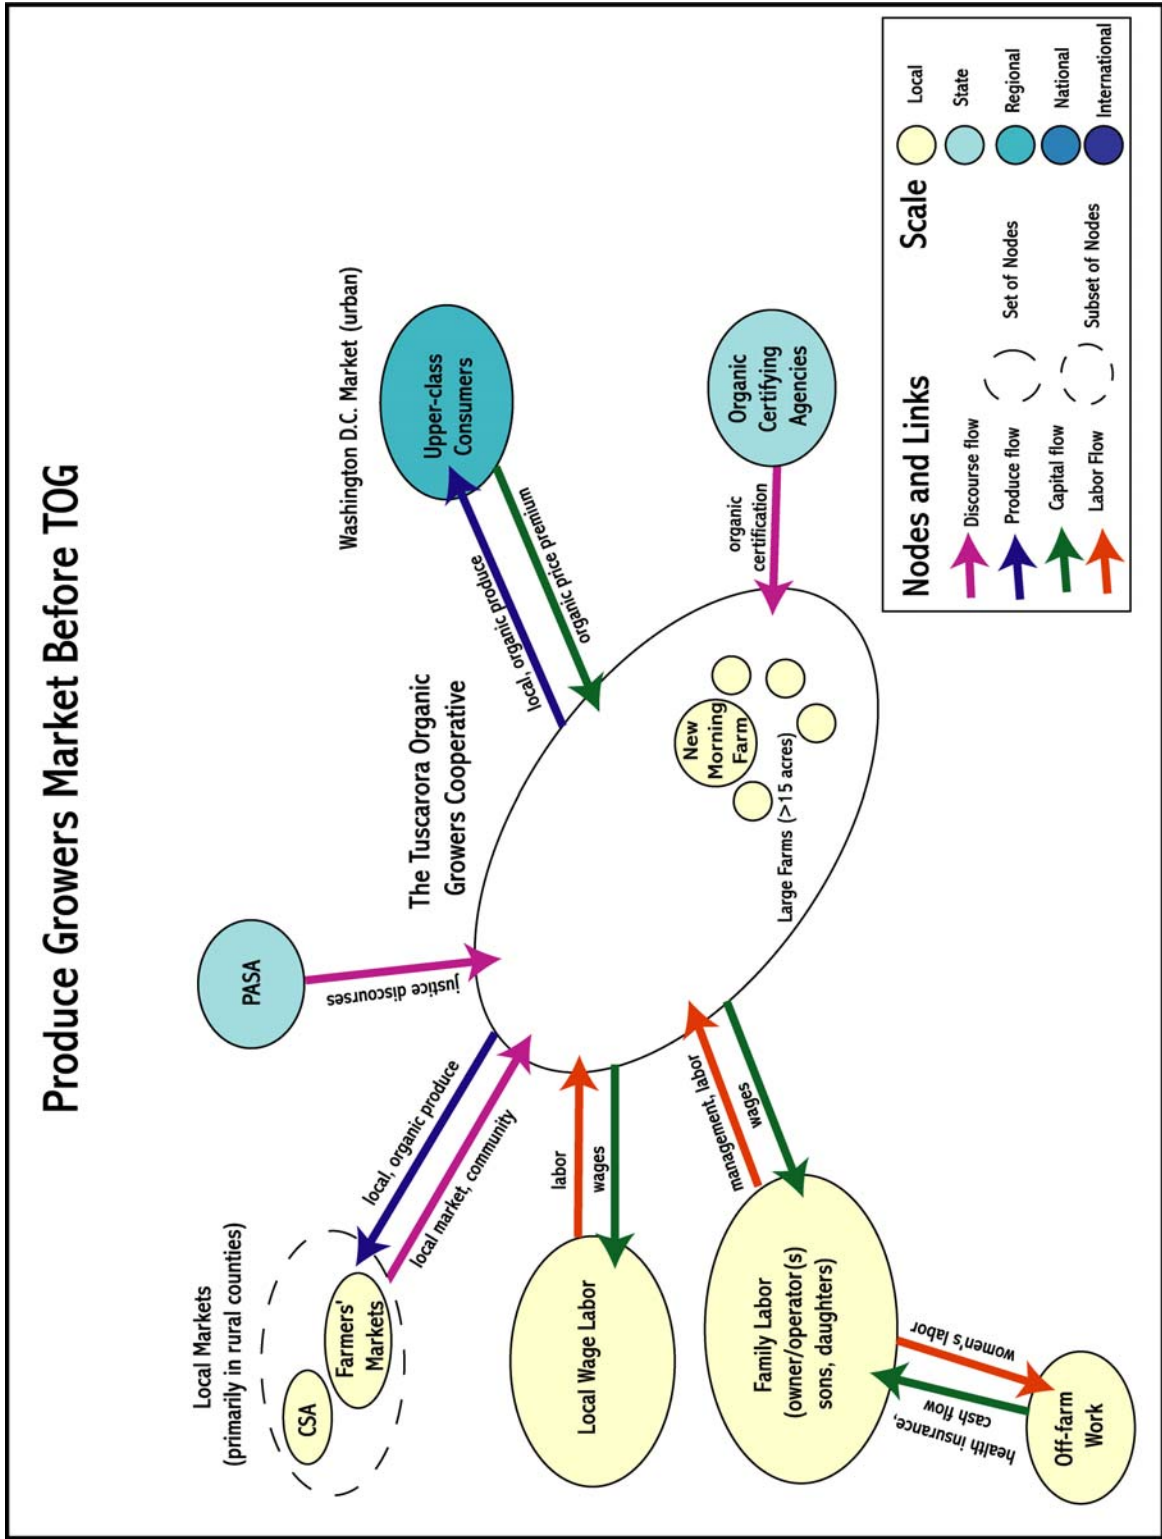 Produce Growers Market Before TOG
Local Markets
(primarily in rural counties)
CSA
Farmers'
Markets
local, organic produce
local market, community
PASA
justice discourses
The Tuscarora Organic
Growers Cooperative
Washington D.C. Market (urban)
Upper-class
Consumers
local, organic produce
organic price premium
Local Wage Labor
labor
wages
New
Morning
Farm
Large Farms (>15 acres)
organic
certification
Organic
Certifying
Agencies
Family Labor
(owner/operator(s)
sons, daughters)
management, labor
wages
women's labor
health insurance,
cash flow
Off-farm
Work
Nodes and Links
Scale
Discourse flow
Produce flow
Capital flow
Labor Flow
Set of Nodes
Subset of Nodes
Local
State
Regional
National
International